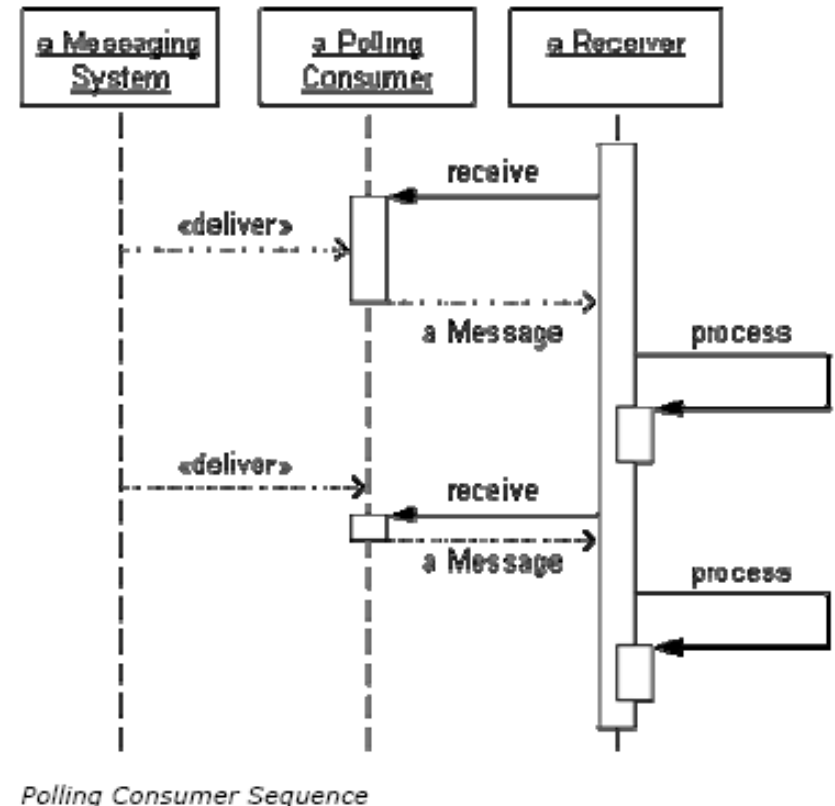 a Messaging
System
a Polling
Consumer
a Receiver
receive
«deliver»
a Message
process
«deliver»
receive
a Message
process
Polling Consumer Sequence